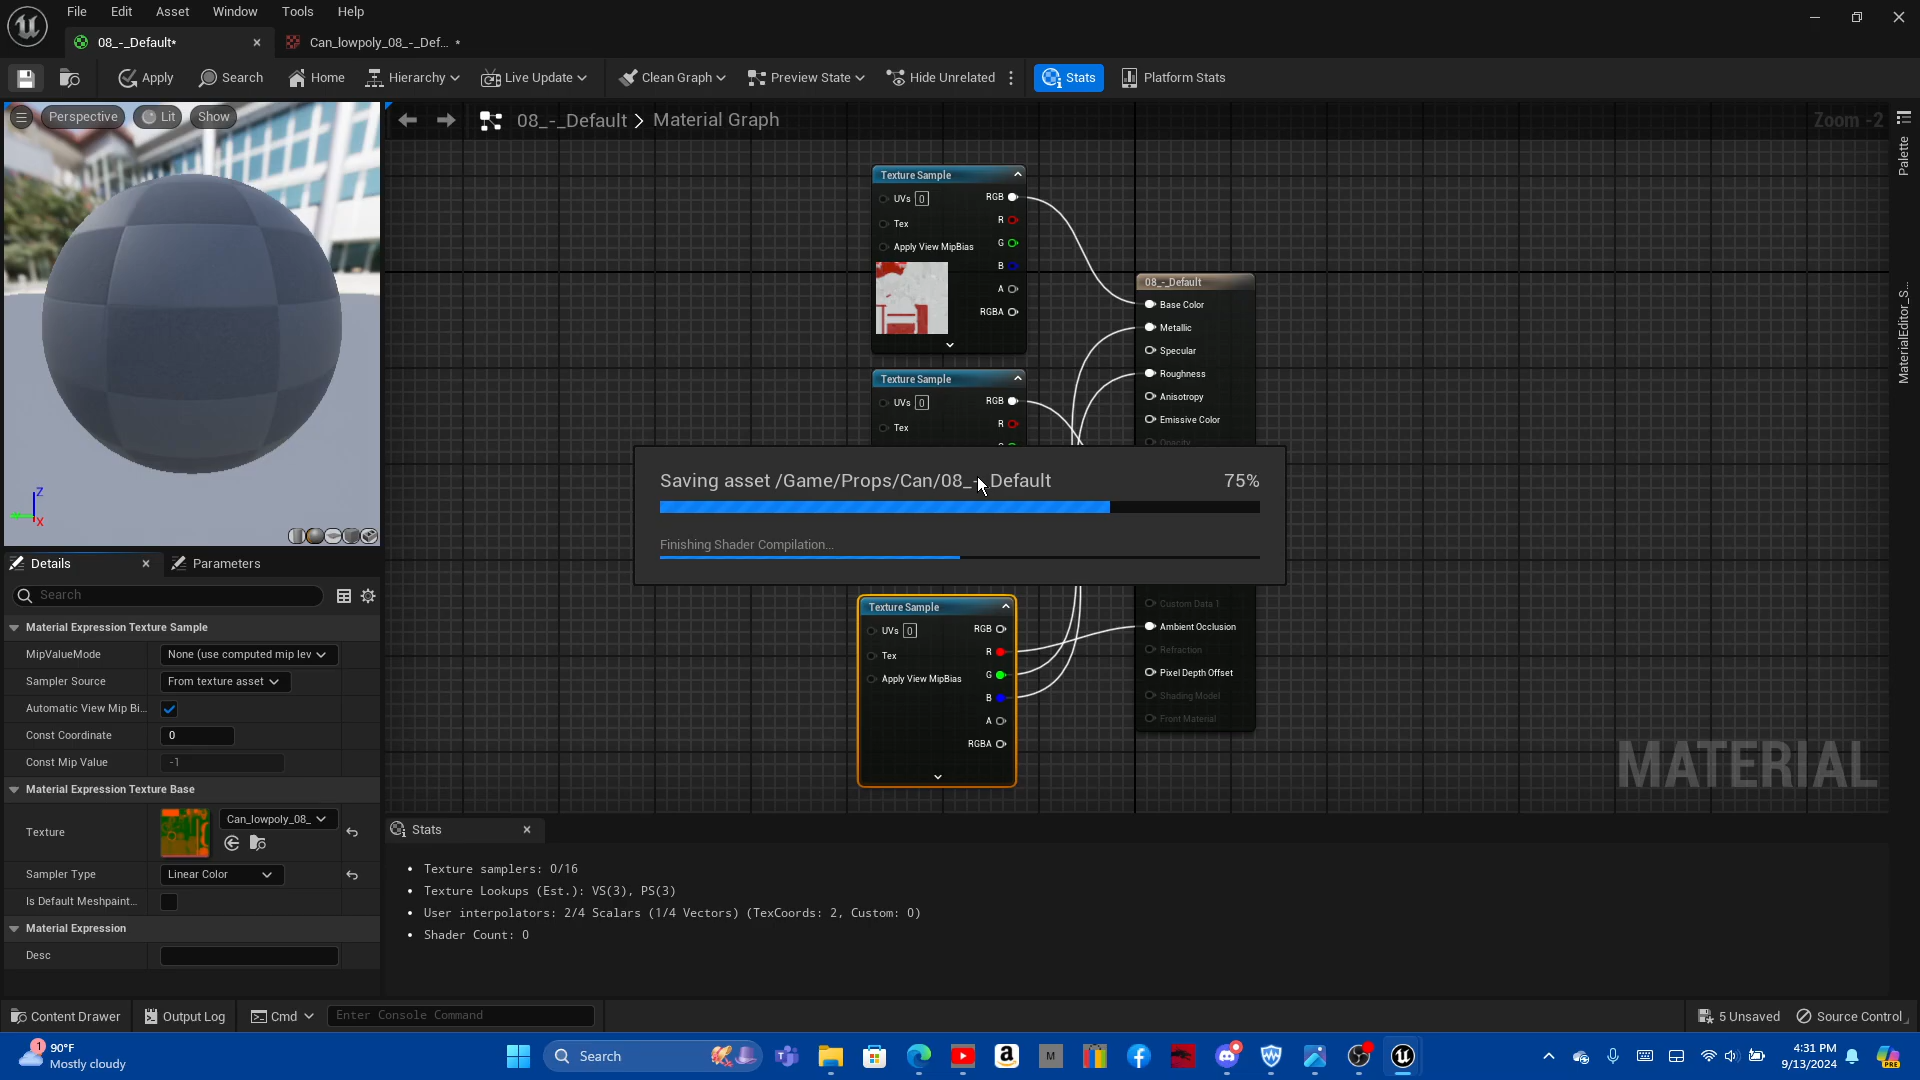 File Edit Asset Window Tools Help
08_-_Default* Can_lowpoly_08_-_Def... *
Apply Search Home Hierarchy Live Update Clean Graph Preview State Hide Unrelated Stats Platform Stats
Perspective Lit Show
08_-_Default > Material Graph
Zoom -2
Palette
MaterialEditor_S...
Texture Sample
UVs 0 RGB
R
Tex
G
Apply View MipBias
B
A
RGBA
Texture Sample
UVs 0 RGB
R
Tex
08_-_Default
Base Color
Metallic
Specular
Roughness
Anisotropy
Emissive Color
Opacity
Saving asset /Game/Props/Can/08_-_Default 75%
Finishing Shader Compilation...
Texture Sample
UVs 0 RGB
R
Tex
G
Apply View MipBias
B
A
RGBA
Custom Data 1
Ambient Occlusion
Refraction
Pixel Depth Offset
Shading Model
Front Material
MATERIAL
Z
X
Details Parameters
Search
Material Expression Texture Sample
MipValueMode None (use computed mip lev
Sampler Source From texture asset
Automatic View Mip Bi...
Const Coordinate 0
Const Mip Value -1
Material Expression Texture Base
Texture Can_lowpoly_08_
Sampler Type Linear Color
Is Default Meshpaint...
Material Expression
Desc
Stats
• Texture samplers: 0/16
• Texture Lookups (Est.): VS(3), PS(3)
• User interpolators: 2/4 Scalars (1/4 Vectors) (TexCoords: 2, Custom: 0)
• Shader Count: 0
Content Drawer Output Log Cmd Enter Console Command 5 Unsaved Source Control
1 90°F
Mostly cloudy
Search
4:31 PM
9/13/2024